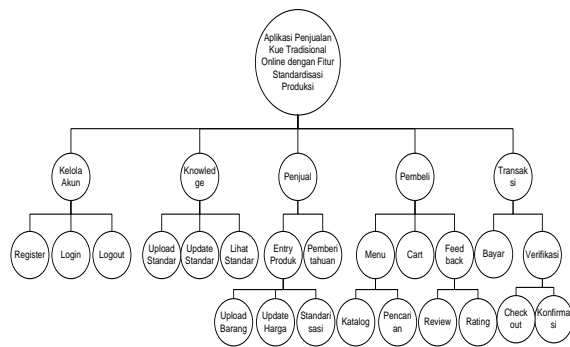 Aplikasi Penjualan
Kue Tradisional
Online dengan Fitur
Standardisasi
Produksi
Kelola
Akun
Knowled
ge
Penjual
Pembeli
Transak
si
Register
Login
Logout
Upload
Standar
Update
Standar
Lihat
Standar
Entry
Produk
Pemberi
tahuan
Menu
Cart
Feed
back
Bayar
Verifikasi
Upload
Barang
Update
Harga
Standari
sasi
Katalog
Pencari
an
Review
Rating
Check
out
Konfirma
si